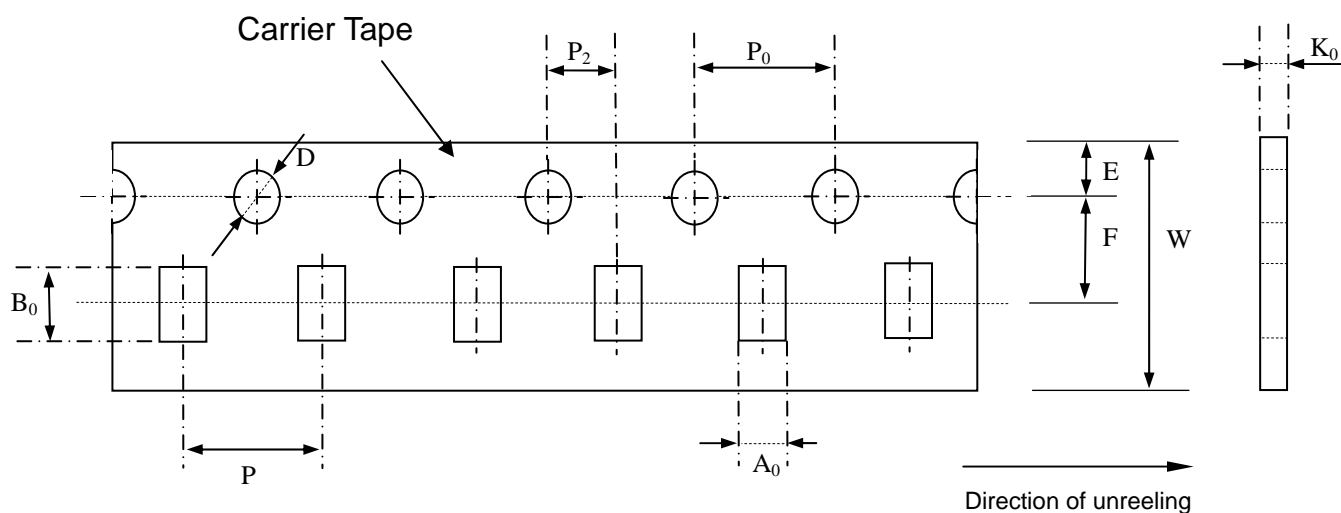 Carrier Tape
P₂
P₀
K₀
D
E
F
W
B₀
P
A₀
Direction of unreeling